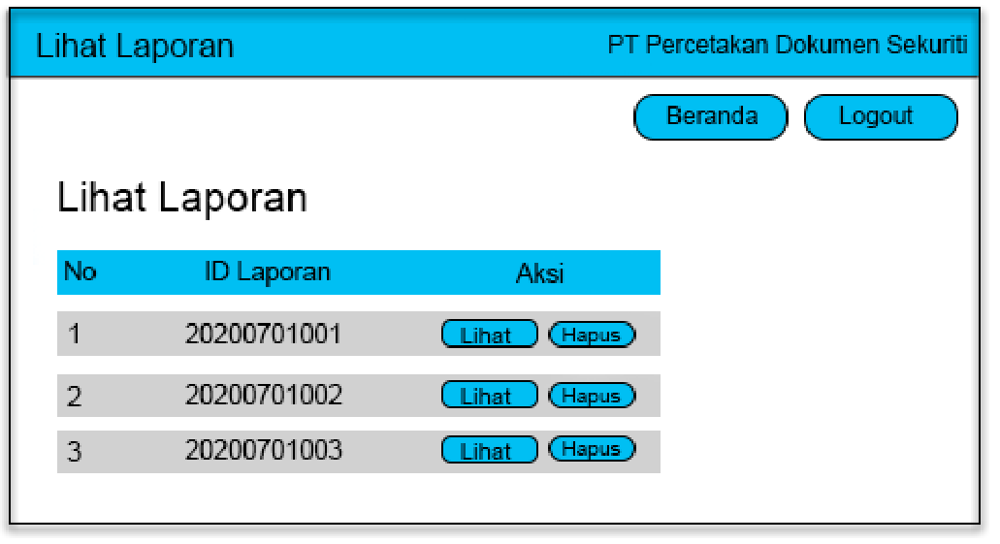 Lihat Laporan PT Percetakan Dokumen Sekuriti
Beranda Logout
Lihat Laporan
No ID Laporan Aksi
1 20200701001 Lihat Hapus
2 20200701002 Lihat Hapus
3 20200701003 Lihat Hapus